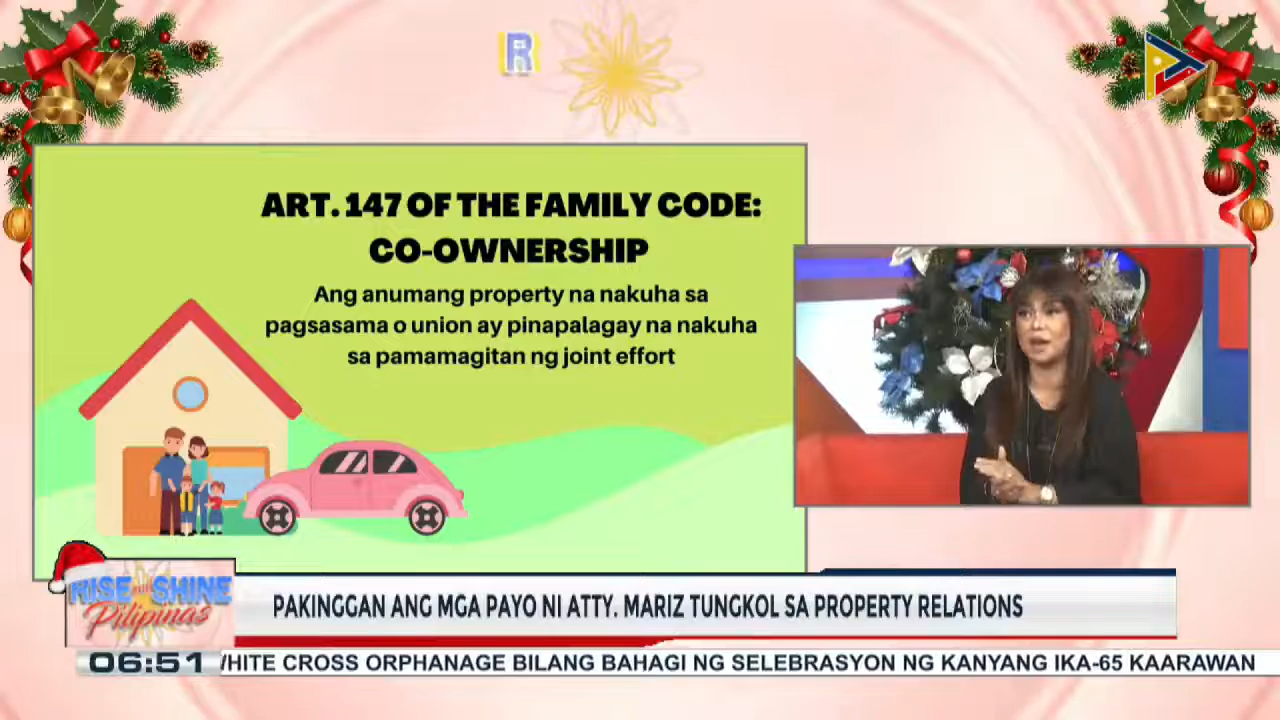 R
ART. 147 OF THE FAMILY CODE:
CO-OWNERSHIP
Ang anumang property na nakuha sa
pagsasama o union ay pinapalagay na nakuha
sa pamamagitan ng joint effort
RISE and SHINE
Pilipinas
PAKINGGAN ANG MGA PAYO NI ATTY. MARIZ TUNGKOL SA PROPERTY RELATIONS
06:51
WHITE CROSS ORPHANAGE BILANG BAHAGI NG SELEBRASYON NG KANYANG IKA-65 KAARAWAN